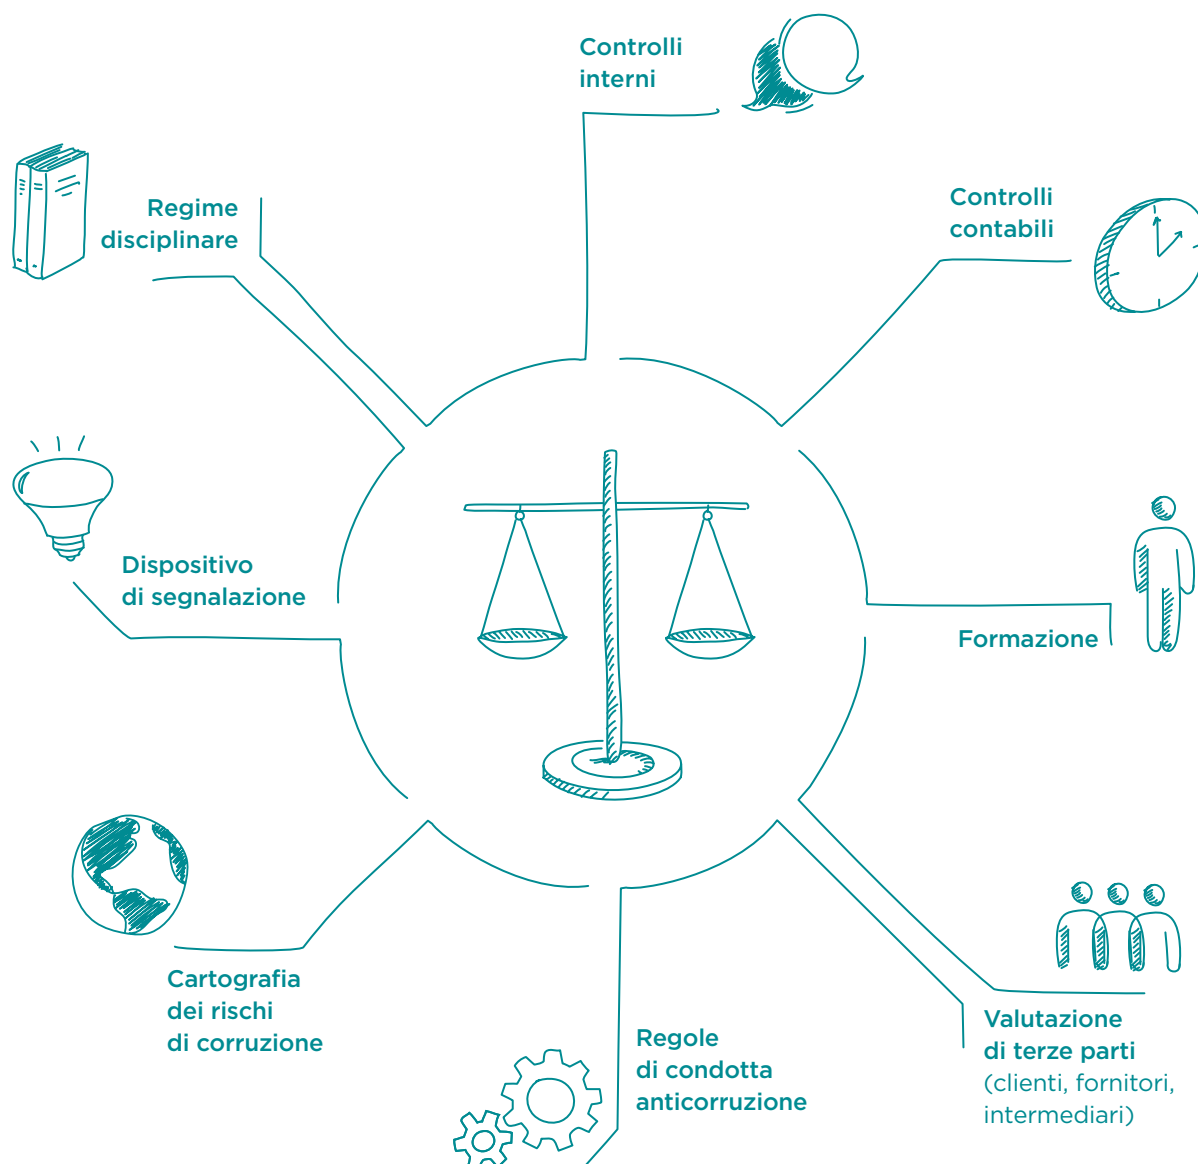 Controlli
interni
Controlli
contabili
Regime
disciplinare
Dispositivo
di segnalazione
Formazione
Cartografia
dei rischi
di corruzione
Regole
di condotta
anticorruzione
Valutazione
di terze parti
(clienti, fornitori,
intermediari)